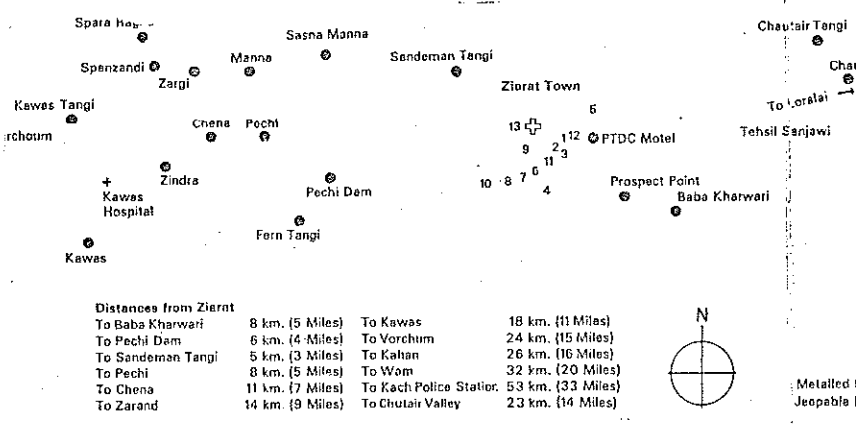 Spara
Chautair Tangi
Sasna Manna
Manna
Sandeman Tangi
Spanzandi
Zargi
Ziarat Town
To Loralai
Kawas Tangi
5
Chena
Pechi
13
1
12
PTDC Motel
Tehsil Sanjawi
rchoum
9
2
3
11
Zindra
6
10
8
7
Pechi Dam
4
Kawas
Hospital
Prospect Point
Baba Kharwari
Fern Tangi
Kawas
N
Distances from Ziarat
To Baba Kharwari 8 km. (5 Miles) To Kawas 18 km. (11 Miles)
To Pechi Dam 6 km. (4 Miles) To Vorchum 24 km. (15 Miles)
To Sandeman Tangi 5 km. (3 Miles) To Kahan 26 km. (16 Miles)
To Pechi 8 km. (5 Miles) To Wam 32 km. (20 Miles)
To Chena 11 km. (7 Miles) To Kach Police Station. 53 km. (33 Miles)
To Zarand 14 km. (9 Miles) To Chutair Valley 23 km. (14 Miles)
Metalled
Jeepable